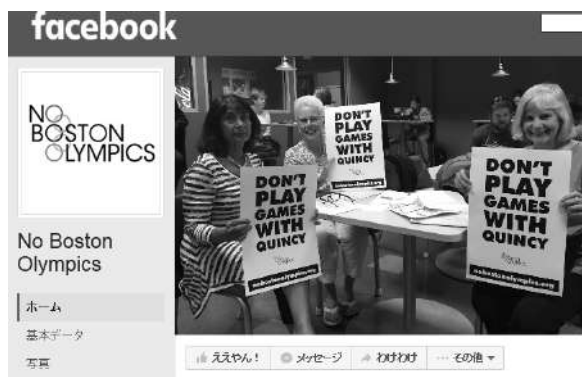 facebook
NO
BOSTON
OLYMPICS
DON'T
PLAY
GAMES
WITH
QUINCY
DON'T
PLAY
GAMES
WITH
QUINCY
nobostonolympics.org
DON'T
PLAY
GAMES
WITH
QUINCY
nobostonolympics.org
No Boston
Olympics
ホーム
基本データ
写真
ええやん！ メッセージ わけわけ … その他